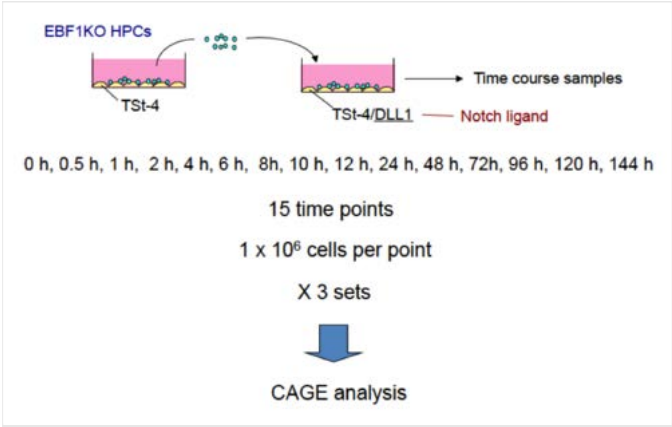 EBF1KO HPCs
TSt-4
Time course samples
TSt-4/DLL1
Notch ligand
0 h, 0.5 h, 1 h, 2 h, 4 h, 6 h, 8h, 10 h, 12 h, 24 h, 48 h, 72h, 96 h, 120 h, 144 h
15 time points
1 x 10⁶ cells per point
X 3 sets
CAGE analysis